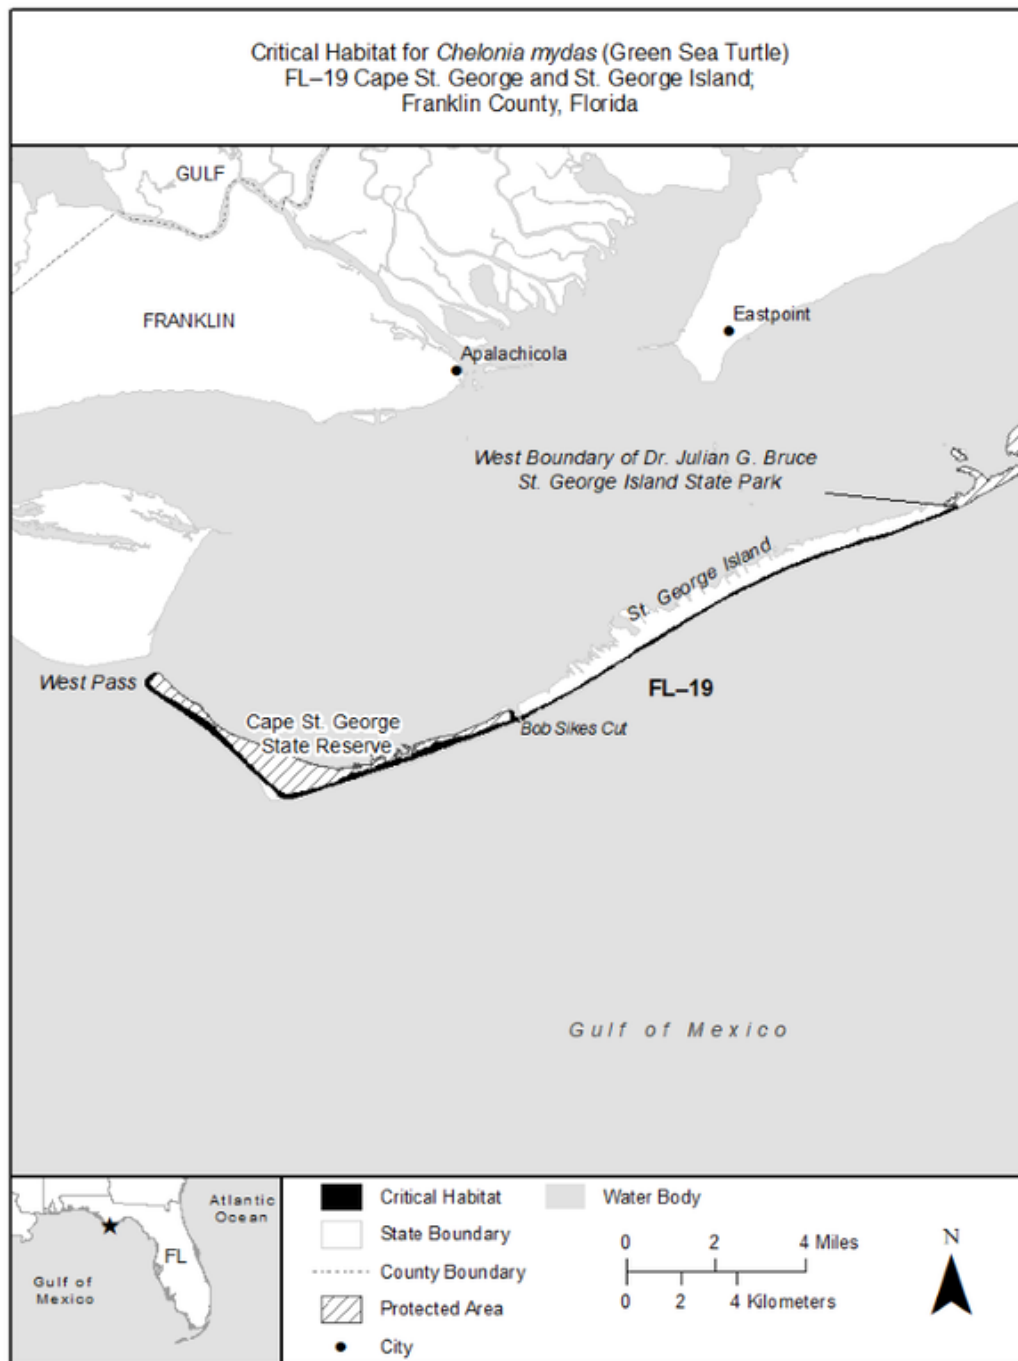 Critical Habitat for Chelonia mydas (Green Sea Turtle)
FL–19 Cape St. George and St. George Island;
Franklin County, Florida
GULF
FRANKLIN
Eastpoint
Apalachicola
West Boundary of Dr. Julian G. Bruce
St. George Island State Park
St. George Island
West Pass
FL–19
Cape St. George
State Reserve
Bob Sikes Cut
Gulf of Mexico
Atlantic
Ocean
FL
Gulf of
Mexico
Critical Habitat
Water Body
State Boundary
County Boundary
Protected Area
City
0 2 4 Miles
0 2 4 Kilometers
N